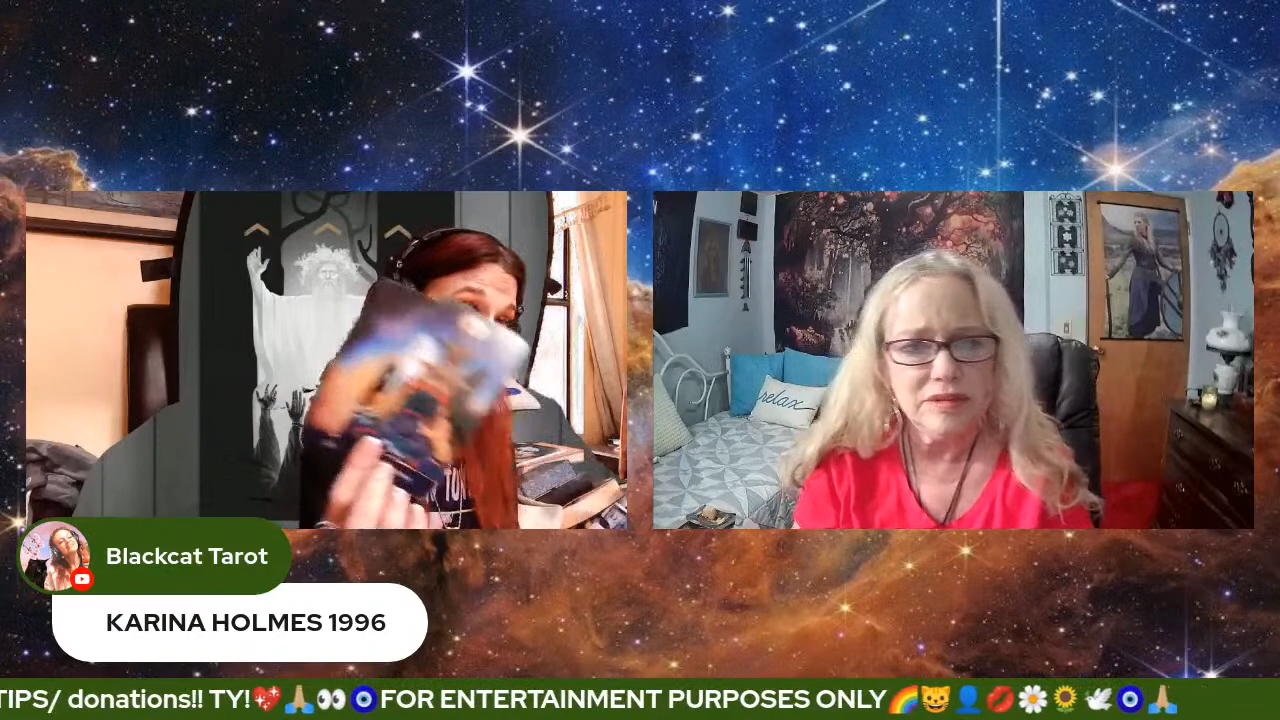 relax
Blackcat Tarot
KARINA HOLMES 1996
TIPS/ donations!! TY!💖🙏🏽👀🧿FOR ENTERTAINMENT PURPOSES ONLY🌈😺👤💋🌼🌻🕊🧿🙏🏽